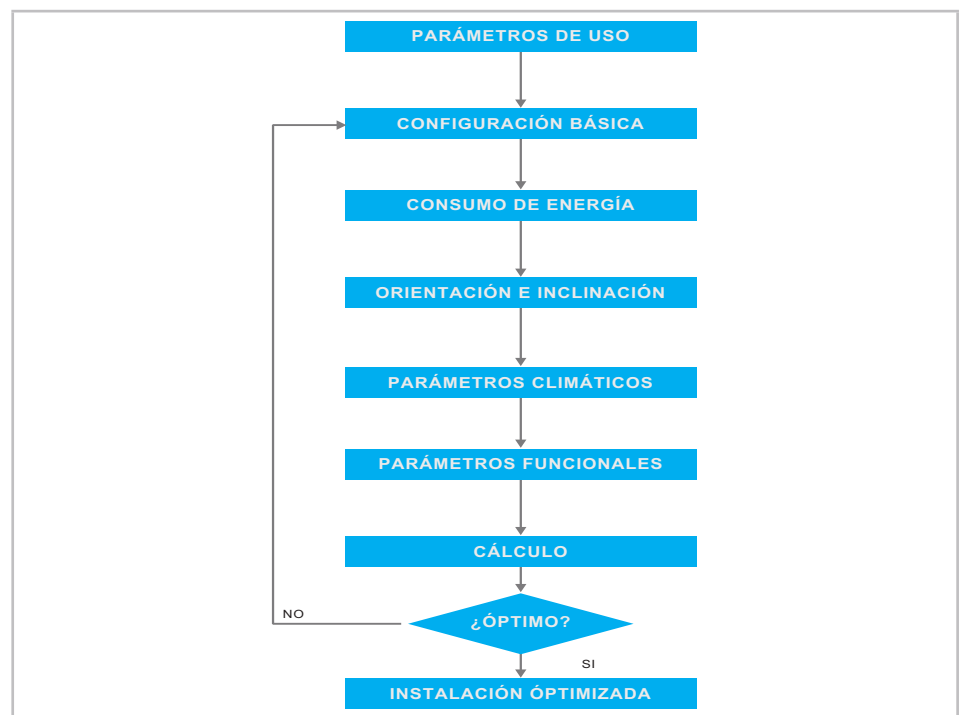 PARÁMETROS DE USO
CONFIGURACIÓN BÁSICA
CONSUMO DE ENERGÍA
ORIENTACIÓN E INCLINACIÓN
PARÁMETROS CLIMÁTICOS
PARÁMETROS FUNCIONALES
CÁLCULO
NO
¿ÓPTIMO?
SI
INSTALACIÓN ÓPTIMIZADA